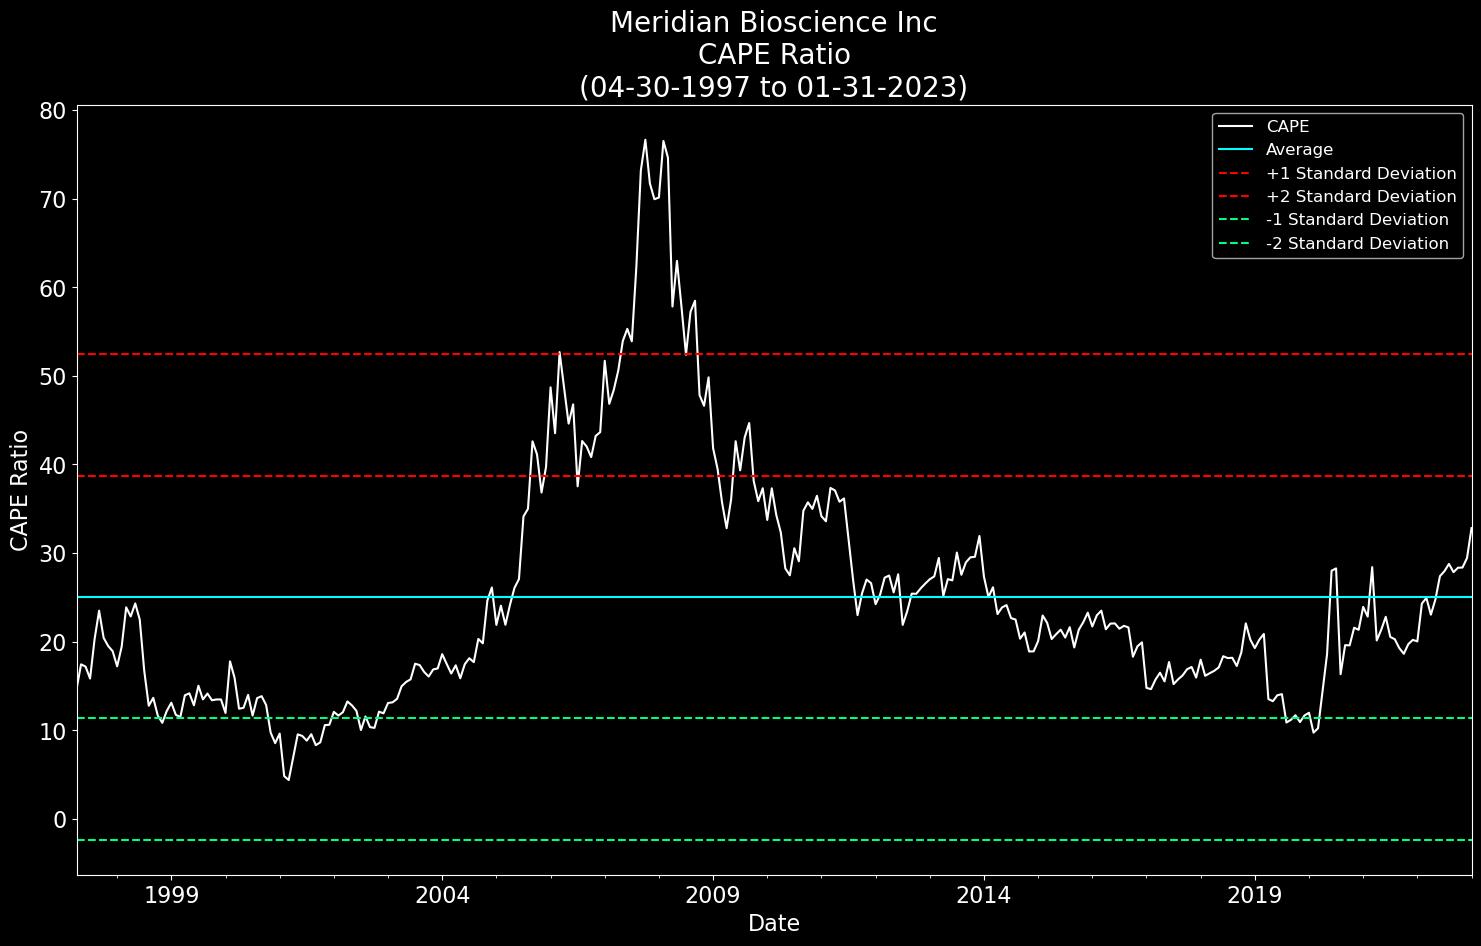 Meridian Bioscience Inc
CAPE Ratio
(04-30-1997 to 01-31-2023)
80
70
60
50
40
30
20
10
0
CAPE Ratio
CAPE
Average
+1 Standard Deviation
+2 Standard Deviation
-1 Standard Deviation
-2 Standard Deviation
1999 2004 2009 2014 2019
Date